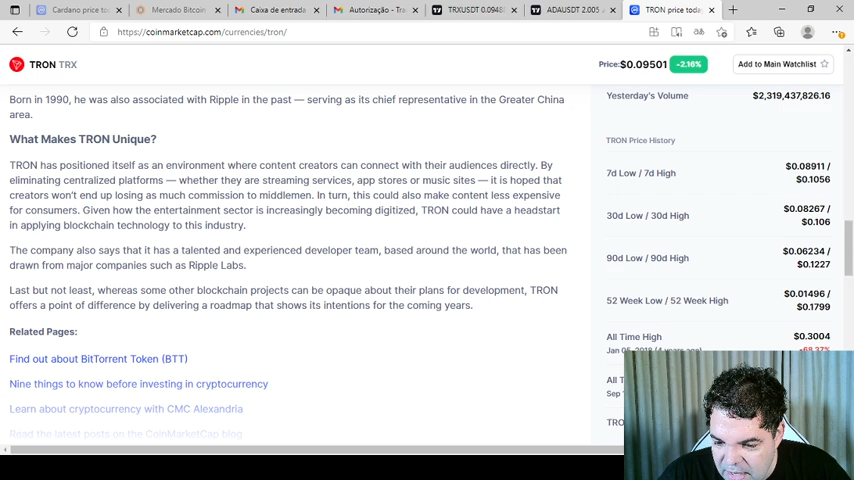 Cardano price to
Mercado Bitcoin
Caixa de entrada
Autorização - Tra
TRXUSDT 0.0948
ADAUSDT 2.005
TRON price today
https://coinmarketcap.com/currencies/tron/
TRON TRX
Price: $0.09501 -2.16%
Add to Main Watchlist
Born in 1990, he was also associated with Ripple in the past — serving as its chief representative in the Greater China
area.
What Makes TRON Unique?
TRON has positioned itself as an environment where content creators can connect with their audiences directly. By
eliminating centralized platforms — whether they are streaming services, app stores or music sites — it is hoped that
creators won't end up losing as much commission to middlemen. In turn, this could also make content less expensive
for consumers. Given how the entertainment sector is increasingly becoming digitized, TRON could have a headstart
in applying blockchain technology to this industry.
The company also says that it has a talented and experienced developer team, based around the world, that has been
drawn from major companies such as Ripple Labs.
Last but not least, whereas some other blockchain projects can be opaque about their plans for development, TRON
offers a point of difference by delivering a roadmap that shows its intentions for the coming years.
Related Pages:
Find out about BitTorrent Token (BTT)
Nine things to know before investing in cryptocurrency
Learn about cryptocurrency with CMC Alexandria
Read the latest posts on the CoinMarketCap blog
Yesterday's Volume $2,319,437,826.16
TRON Price History
7d Low / 7d High $0.08911 /
$0.1056
30d Low / 30d High $0.08267 /
$0.106
90d Low / 90d High $0.06234 /
$0.1227
52 Week Low / 52 Week High $0.01496 /
$0.1799
All Time High $0.3004
Jan 05, 2018 (4 years ago) -68.37%
All T
Sep 1
TRO